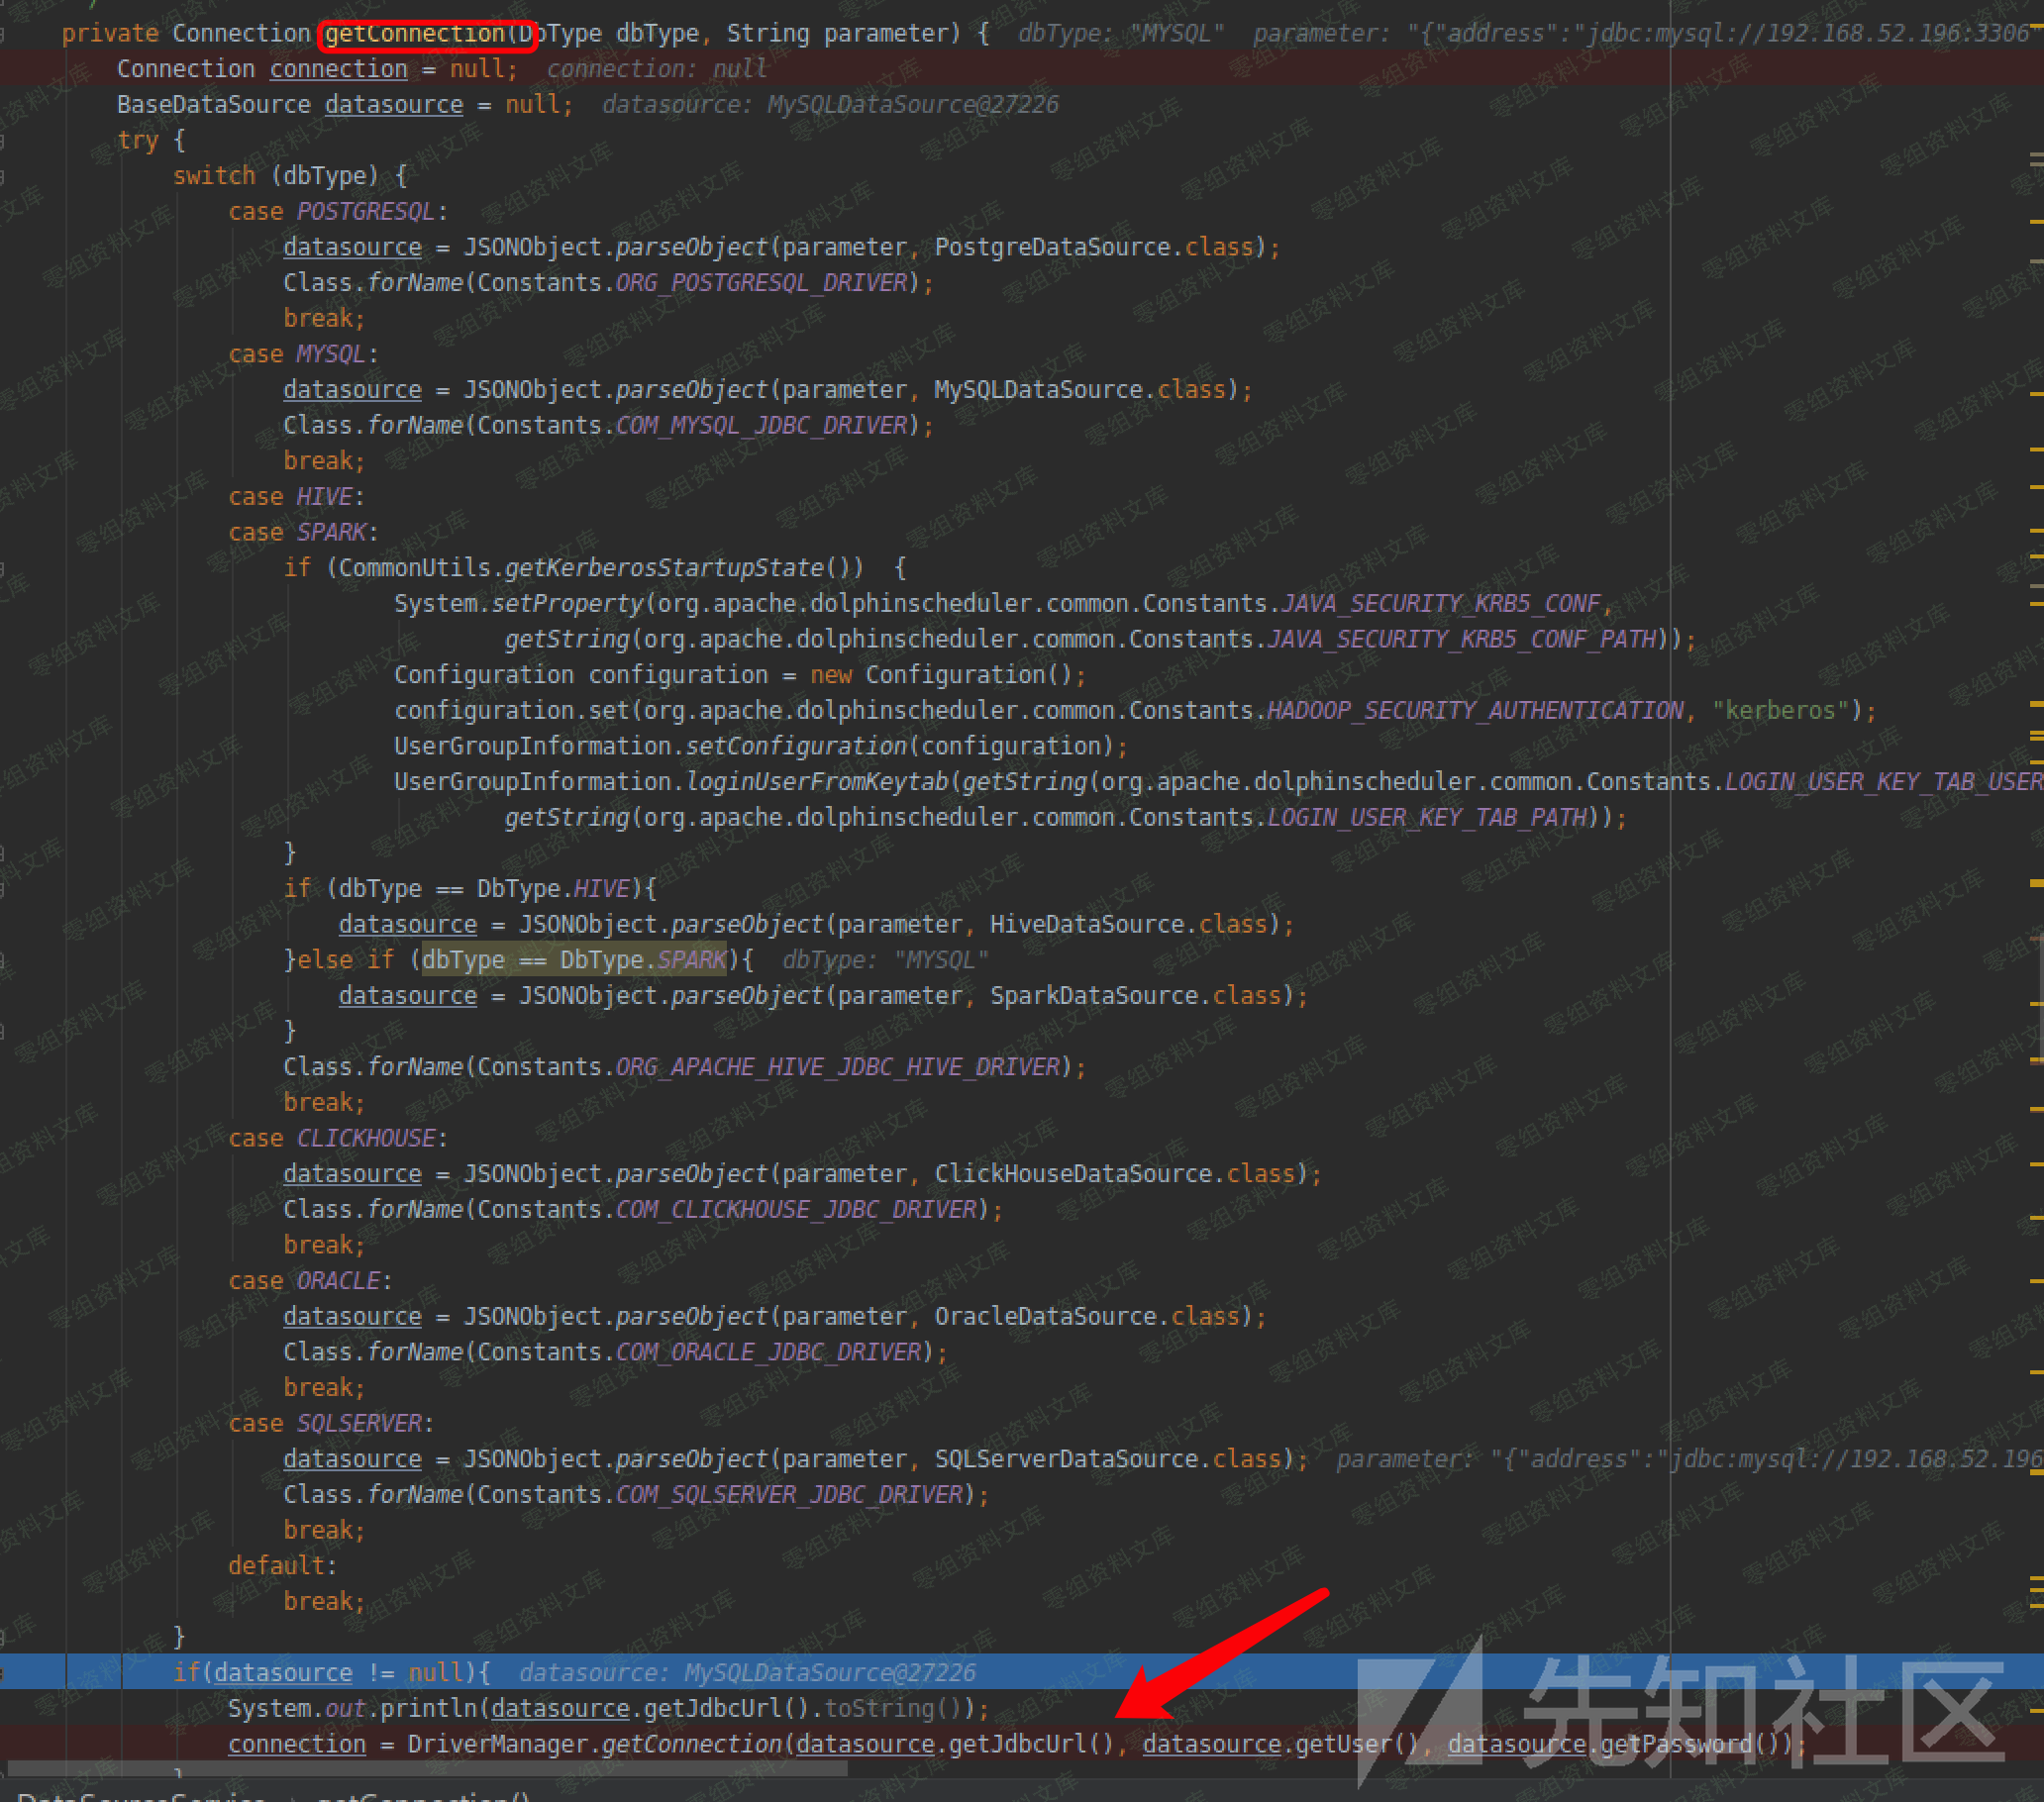 private Connection getConnection(DbType dbType, String parameter) {  dbType: "MYSQL"  parameter: "{"address":"jdbc:mysql://192.168.52.196:3306"
Connection connection = null;  connection: null
BaseDataSource datasource = null;  datasource: MySQLDataSource@27226
try {
switch (dbType) {
case POSTGRESQL:
datasource = JSONObject.parseObject(parameter, PostgreDataSource.class);
Class.forName(Constants.ORG_POSTGRESQL_DRIVER);
break;
case MYSQL:
datasource = JSONObject.parseObject(parameter, MySQLDataSource.class);
Class.forName(Constants.COM_MYSQL_JDBC_DRIVER);
break;
case HIVE:
case SPARK:
if (CommonUtils.getKerberosStartupState())  {
System.setProperty(org.apache.dolphinscheduler.common.Constants.JAVA_SECURITY_KRB5_CONF,
getString(org.apache.dolphinscheduler.common.Constants.JAVA_SECURITY_KRB5_CONF_PATH));
Configuration configuration = new Configuration();
configuration.set(org.apache.dolphinscheduler.common.Constants.HADOOP_SECURITY_AUTHENTICATION, "kerberos");
UserGroupInformation.setConfiguration(configuration);
UserGroupInformation.loginUserFromKeytab(getString(org.apache.dolphinscheduler.common.Constants.LOGIN_USER_KEY_TAB_USER
getString(org.apache.dolphinscheduler.common.Constants.LOGIN_USER_KEY_TAB_PATH));
}
if (dbType == DbType.HIVE){
datasource = JSONObject.parseObject(parameter, HiveDataSource.class);
}else if (dbType == DbType.SPARK){  dbType: "MYSQL"
datasource = JSONObject.parseObject(parameter, SparkDataSource.class);
}
Class.forName(Constants.ORG_APACHE_HIVE_JDBC_HIVE_DRIVER);
break;
case CLICKHOUSE:
datasource = JSONObject.parseObject(parameter, ClickHouseDataSource.class);
Class.forName(Constants.COM_CLICKHOUSE_JDBC_DRIVER);
break;
case ORACLE:
datasource = JSONObject.parseObject(parameter, OracleDataSource.class);
Class.forName(Constants.COM_ORACLE_JDBC_DRIVER);
break;
case SQLSERVER:
datasource = JSONObject.parseObject(parameter, SQLServerDataSource.class);  parameter: "{"address":"jdbc:mysql://192.168.52.196
Class.forName(Constants.COM_SQLSERVER_JDBC_DRIVER);
break;
default:
break;
}
if(datasource != null){  datasource: MySQLDataSource@27226
System.out.println(datasource.getJdbcUrl().toString());
connection = DriverManager.getConnection(datasource.getJdbcUrl(), datasource.getUser(), datasource.getPassword());
}
DataSourceService › getConnection()
先知社区
零组资料文库